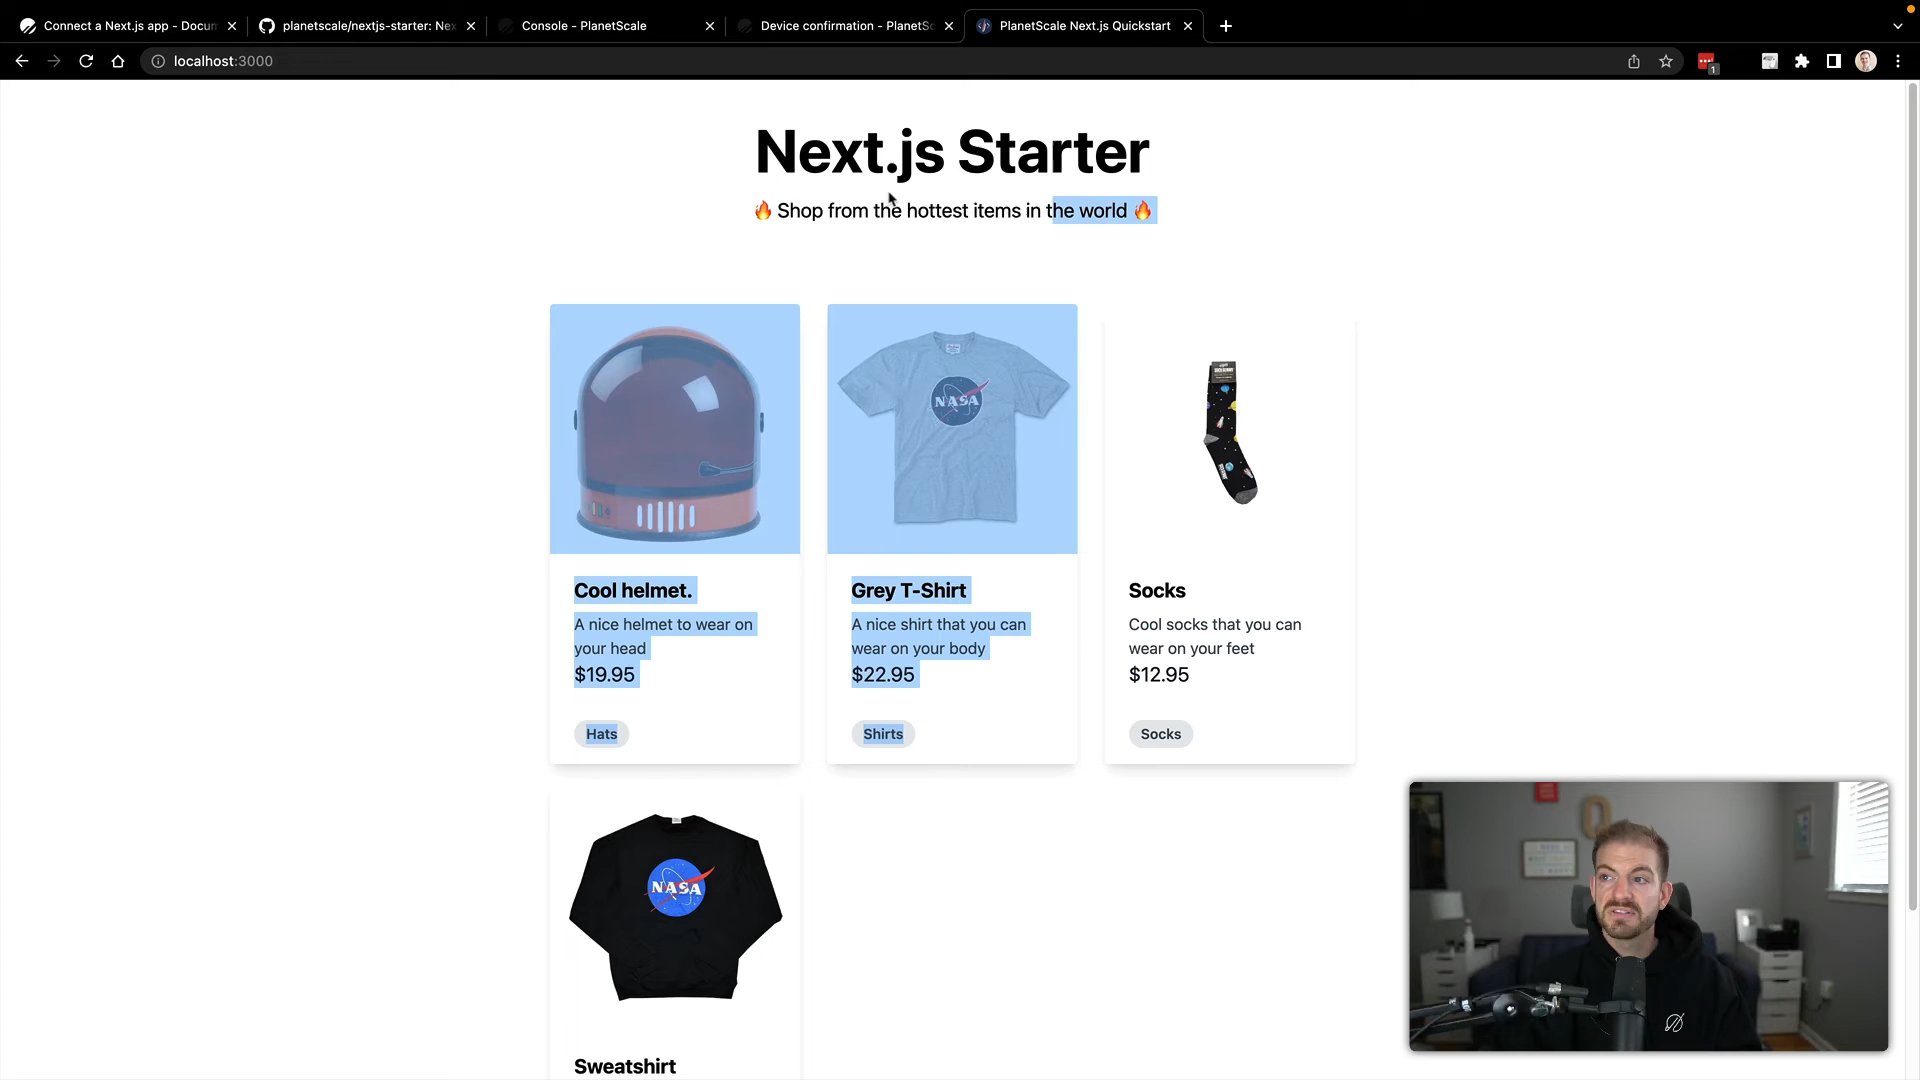 Connect a Next.js app - Docum
planetscale/nextjs-starter: Nex
Console - PlanetScale
Device confirmation - PlanetSc
PlanetScale Next.js Quickstart
localhost:3000
1
Next.js Starter
🔥 Shop from the hottest items in the world 🔥
NASA
NASA
Cool helmet.
A nice helmet to wear on
your head
$19.95
Hats
Grey T-Shirt
A nice shirt that you can
wear on your body
$22.95
Shirts
Socks
Cool socks that you can
wear on your feet
$12.95
Socks
Sweatshirt